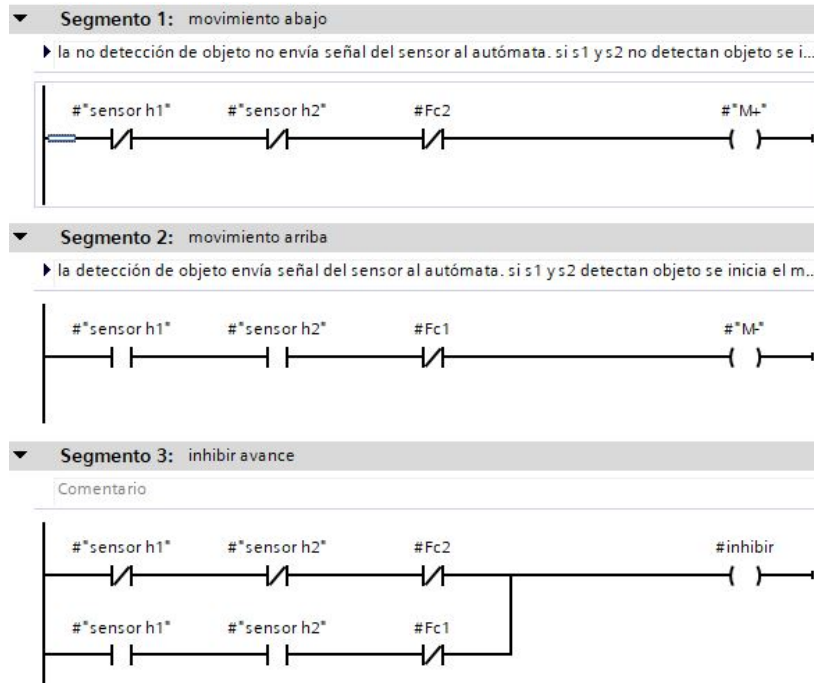 Segmento 1: movimiento abajo
la no detección de objeto no envía señal del sensor al autómata. si s1 y s2 no detectan objeto se i...
#"sensor h1" #"sensor h2" #Fc2 #"M+"
Segmento 2: movimiento arriba
la detección de objeto envía señal del sensor al autómata. si s1 y s2 detectan objeto se inicia el m...
#"sensor h1" #"sensor h2" #Fc1 #"M-"
Segmento 3: inhibir avance
Comentario
#"sensor h1" #"sensor h2" #Fc2 #inhibir
#"sensor h1" #"sensor h2" #Fc1